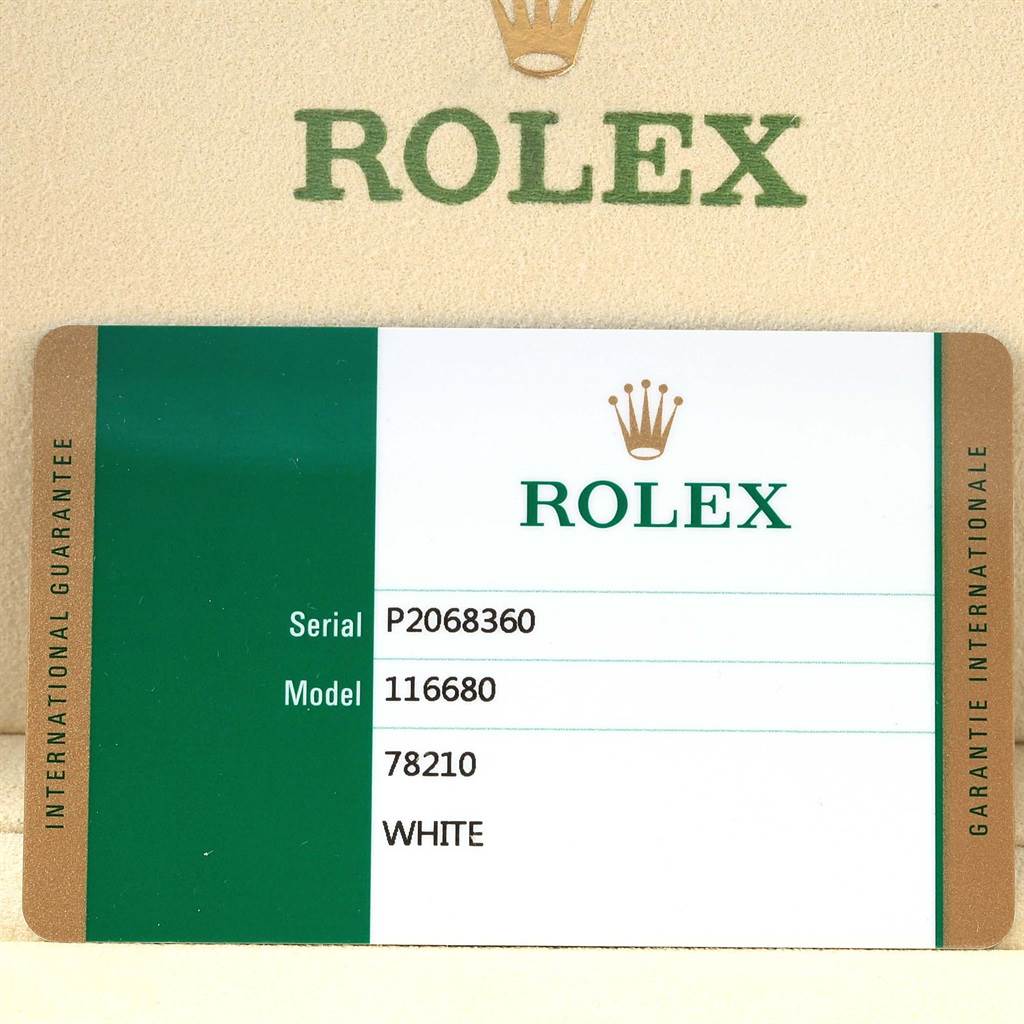 ROLEX
ROLEX
INTERNATIONAL GUARANTEE
Serial P2068360
Model 116680
78210
WHITE
GARANTIE INTERNATIONALE